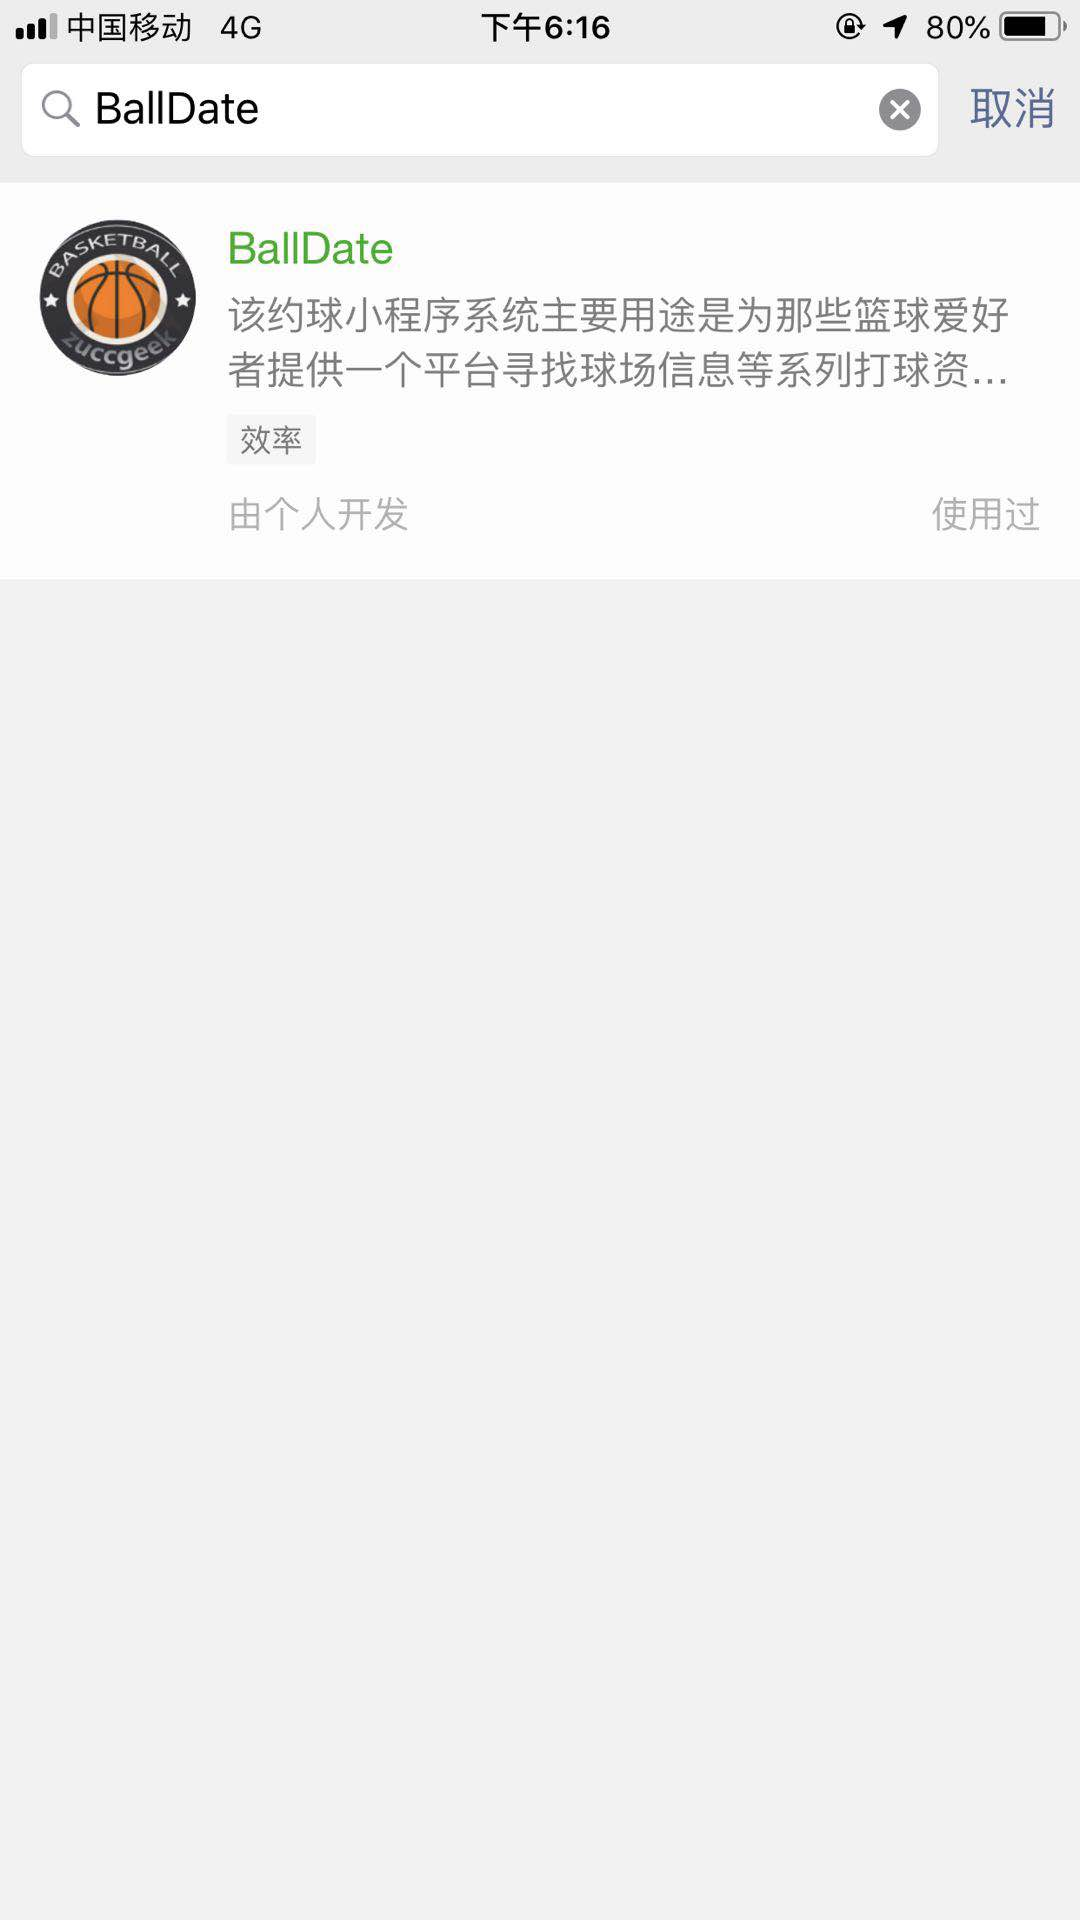 中国移动 4G 下午6:16 80%
BallDate 取消
BASKETBALL
zuccgeek
BallDate
该约球小程序系统主要用途是为那些篮球爱好
者提供一个平台寻找球场信息等系列打球资...
效率
由个人开发 使用过